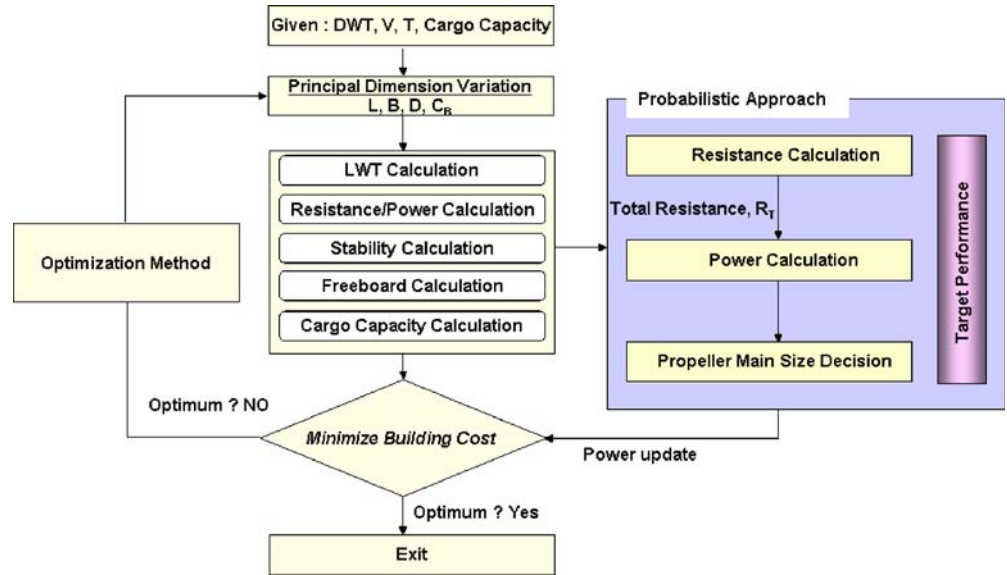 Given : DWT, V, T, Cargo Capacity
Principal Dimension Variation
L, B, D, C_B
LWT Calculation
Resistance/Power Calculation
Stability Calculation
Freeboard Calculation
Cargo Capacity Calculation
Optimization Method
Optimum ? NO
Minimize Building Cost
Optimum ? Yes
Exit
Probabilistic Approach
Resistance Calculation
Total Resistance, R_T
Power Calculation
Propeller Main Size Decision
Target Performance
Power update